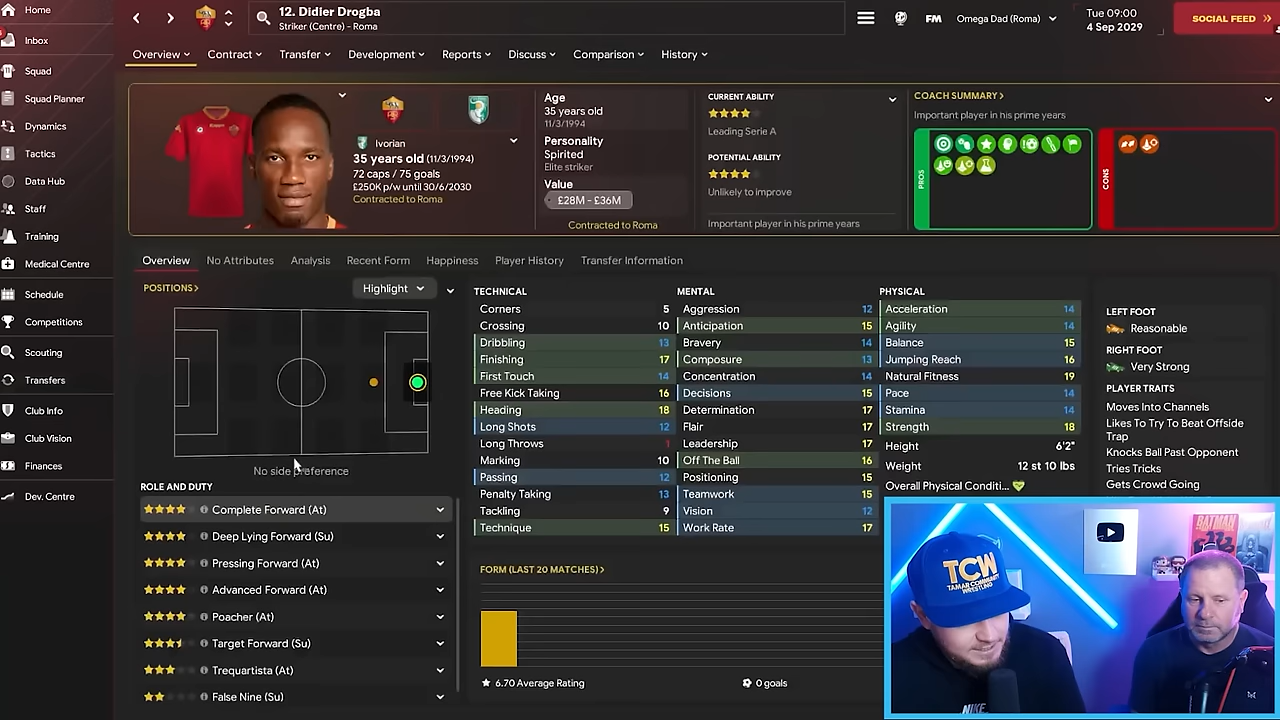 Home
12. Didier Drogba
Striker (Centre) - Roma
FM
Omega Dad (Roma)
Tue 09:00
4 Sep 2029
SOCIAL FEED
Inbox
Overview
Contract
Transfer
Development
Reports
Discuss
Comparison
History
Squad
Squad Planner
Dynamics
Tactics
Data Hub
Staff
Training
Medical Centre
Schedule
Competitions
Scouting
Transfers
Club Info
Club Vision
Finances
Dev. Centre
Ivorian
35 years old (11/3/1994)
72 caps / 75 goals
£250K p/w until 30/6/2030
Contracted to Roma
Age
35 years old
11/3/1994
Personality
Spirited
Elite striker
Value
£28M - £36M
Contracted to Roma
CURRENT ABILITY
Leading Serie A
POTENTIAL ABILITY
Unlikely to improve
Important player in his prime years
COACH SUMMARY >
Important player in his prime years
PROS
CONS
Overview
No Attributes
Analysis
Recent Form
Happiness
Player History
Transfer Information
POSITIONS >
Highlight
No side preference
ROLE AND DUTY
Complete Forward (At)
Deep Lying Forward (Su)
Pressing Forward (At)
Advanced Forward (At)
Poacher (At)
Target Forward (Su)
Trequartista (At)
False Nine (Su)
TECHNICAL
Corners 5
Crossing 10
Dribbling 13
Finishing 17
First Touch 14
Free Kick Taking 16
Heading 18
Long Shots 12
Long Throws 1
Marking 10
Passing 12
Penalty Taking 13
Tackling 9
Technique 15
MENTAL
Aggression 12
Anticipation 15
Bravery 14
Composure 13
Concentration 14
Decisions 15
Determination 17
Flair 17
Leadership 17
Off The Ball 16
Positioning 15
Teamwork 15
Vision 12
Work Rate 17
PHYSICAL
Acceleration 14
Agility 14
Balance 15
Jumping Reach 16
Natural Fitness 19
Pace 14
Stamina 14
Strength 18
Height 6'2"
Weight 12 st 10 lbs
Overall Physical Conditi...
LEFT FOOT
Reasonable
RIGHT FOOT
Very Strong
PLAYER TRAITS
Moves Into Channels
Likes To Try To Beat Offside
Trap
Knocks Ball Past Opponent
Tries Tricks
Gets Crowd Going
FORM (LAST 20 MATCHES) >
6.70 Average Rating
0 goals
TCW
TAMAR COMMUNITY
WRESTLING
BATMAN
NIKE